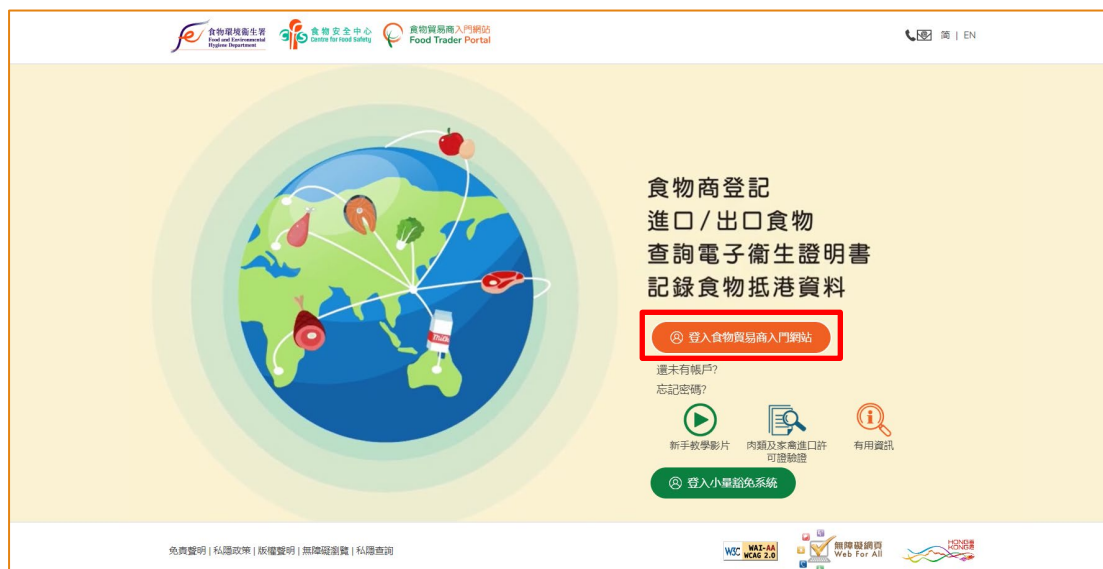 食物環境衞生署
Food and Environmental
Hygiene Department
食物安全中心
Centre for Food Safety
食物貿易商入門網站
Food Trader Portal
简 | EN
食物商登記
進口/出口食物
查詢電子衞生證明書
記錄食物抵港資料
登入食物貿易商入門網站
還未有帳戶?
忘記密碼?
新手教學影片
肉類及家禽進口許
可證驗證
有用資訊
登入小量豁免系統
免責聲明 | 私隱政策 | 版權聲明 | 無障礙瀏覽 | 私隱查詢
W3C WAI-AA
WCAG 2.0
無障礙網頁
Web For All
HONG
KONG
MILK